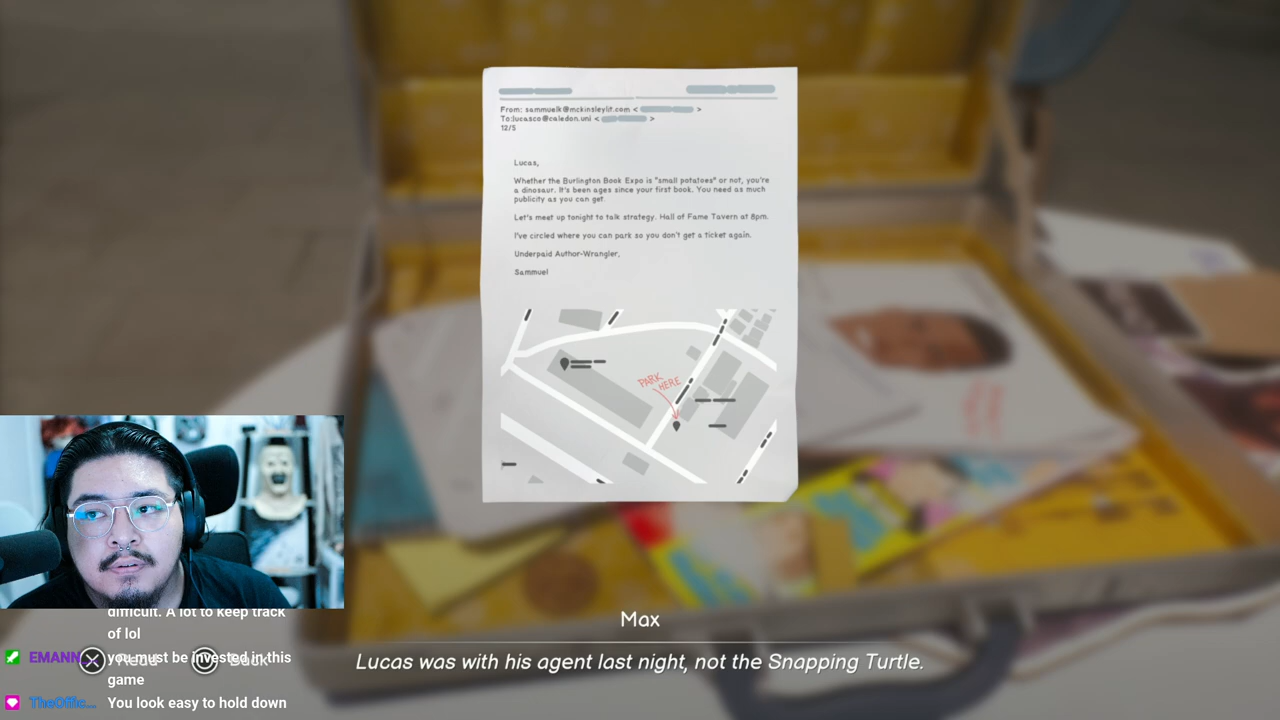 From: sammuelk@mckinsleylit.com < >
To:lucasco@caledon.uni < >
12/5
Lucas,
Whether the Burlington Book Expo is "small potatoes" or not, you're
a dinosaur. It's been ages since your first book. You need as much
publicity as you can get.
Let's meet up tonight to talk strategy. Hall of Fame Tavern at 8pm.
I've circled where you can park so you don't get a ticket again.
Underpaid Author-Wrangler,
Sammuel
PARK
HERE
Max
Lucas was with his agent last night, not the Snapping Turtle.
difficult. A lot to keep track
of lol
EMANN you must be invested in this
game
TheOffic... You look easy to hold down
Read
Back